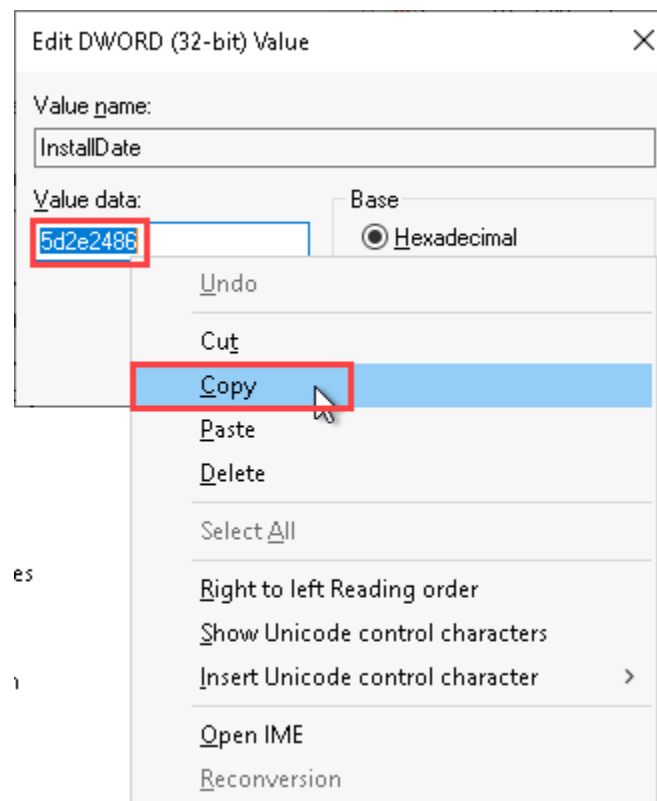 Edit DWORD (32-bit) Value
Value name:
InstallDate
Value data:
Base
5d2e2486
Hexadecimal
Undo
Cut
Copy
Paste
Delete
Select All
es
Right to left Reading order
Show Unicode control characters
Insert Unicode control character
Open IME
Reconversion